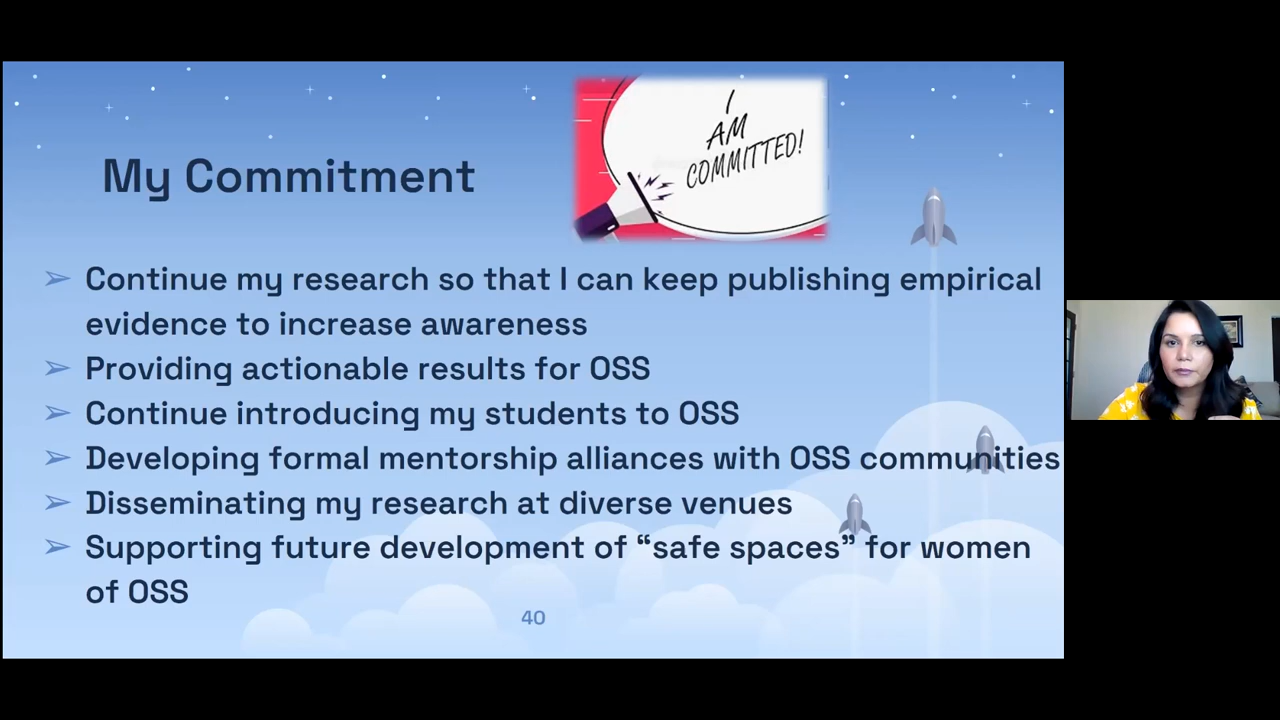 I
AM
COMMITTED!
My Commitment
➢ Continue my research so that I can keep publishing empirical
evidence to increase awareness
➢ Providing actionable results for OSS
➢ Continue introducing my students to OSS
➢ Developing formal mentorship alliances with OSS communities
➢ Disseminating my research at diverse venues
➢ Supporting future development of “safe spaces” for women
of OSS
40